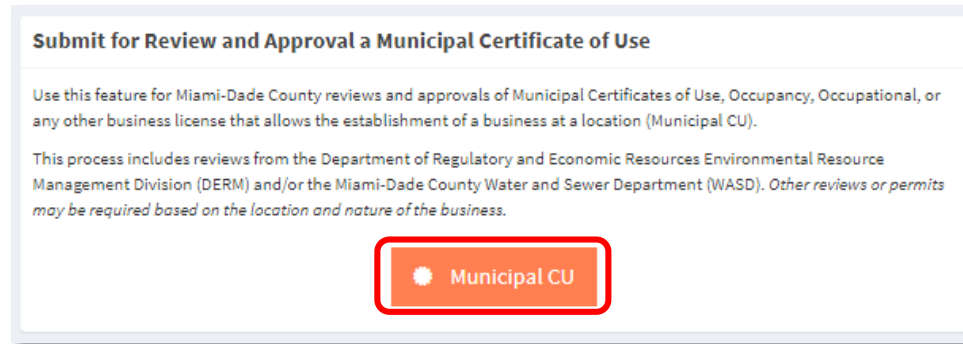 Submit for Review and Approval a Municipal Certificate of Use
Use this feature for Miami-Dade County reviews and approvals of Municipal Certificates of Use, Occupancy, Occupational, or
any other business license that allows the establishment of a business at a location (Municipal CU).
This process includes reviews from the Department of Regulatory and Economic Resources Environmental Resource
Management Division (DERM) and/or the Miami-Dade County Water and Sewer Department (WASD). Other reviews or permits
may be required based on the location and nature of the business.
Municipal CU